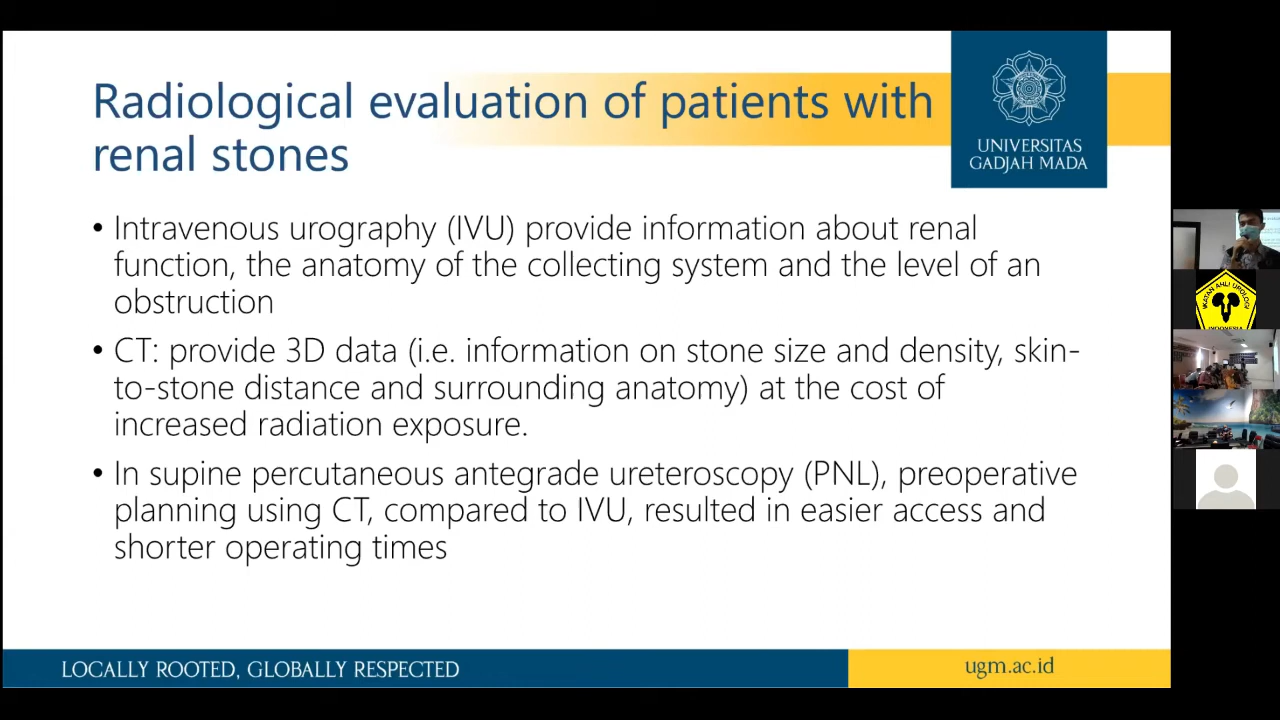 Radiological evaluation of patients with
renal stones
UNIVERSITAS
GADJAH MADA
• Intravenous urography (IVU) provide information about renal
function, the anatomy of the collecting system and the level of an
obstruction
• CT: provide 3D data (i.e. information on stone size and density, skin-
to-stone distance and surrounding anatomy) at the cost of
increased radiation exposure.
• In supine percutaneous antegrade ureteroscopy (PNL), preoperative
planning using CT, compared to IVU, resulted in easier access and
shorter operating times
LOCALLY ROOTED, GLOBALLY RESPECTED
ugm.ac.id
IKATAN AHLI UROLOGI
INDONESIA